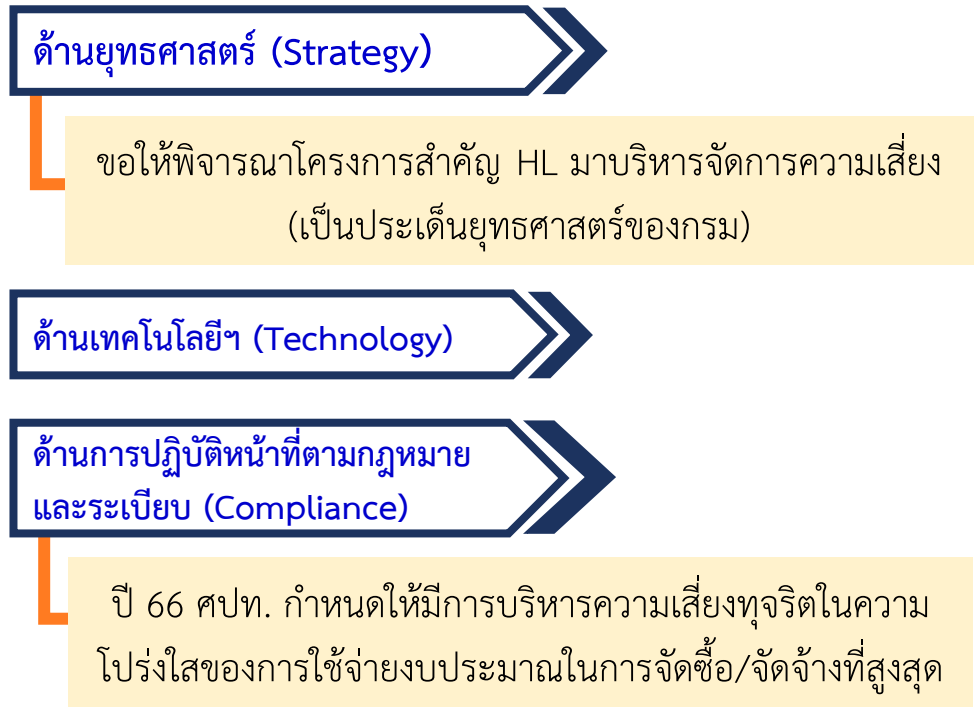 ด้านยุทธศาสตร์ (Strategy)
ขอให้พิจารณาโครงการสำคัญ HL มาบริหารจัดการความเสี่ยง
(เป็นประเด็นยุทธศาสตร์ของกรม)
ด้านเทคโนโลยีฯ (Technology)
ด้านการปฏิบัติหน้าที่ตามกฎหมาย
และระเบียบ (Compliance)
ปี 66 ศปท. กำหนดให้มีการบริหารความเสี่ยงทุจริตในความ
โปร่งใสของการใช้จ่ายงบประมาณในการจัดซื้อ/จัดจ้างที่สูงสุด